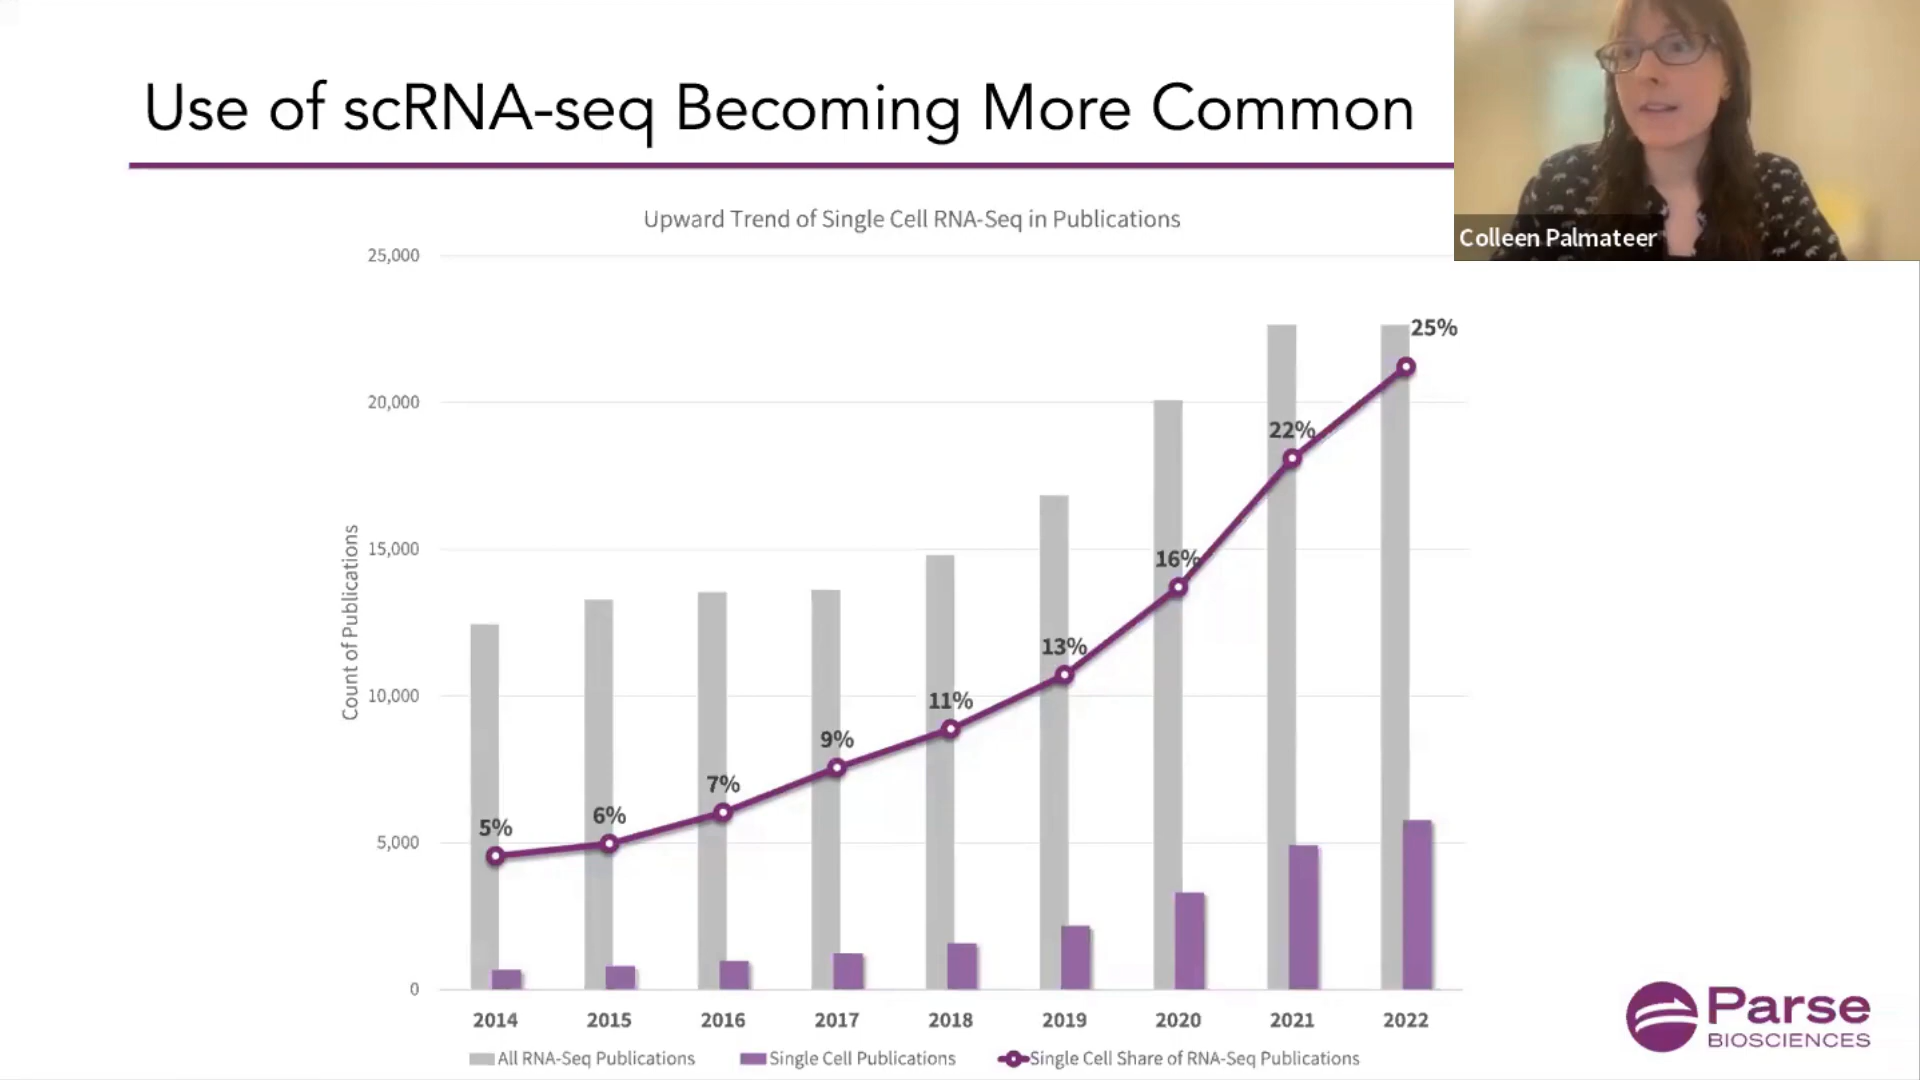 Use of scRNA-seq Becoming More Common
Colleen Palmateer
Upward Trend of Single Cell RNA-Seq in Publications
25,000
20,000
15,000
10,000
5,000
0
Count of Publications
5%
6%
7%
9%
11%
13%
16%
22%
25%
2014 2015 2016 2017 2018 2019 2020 2021 2022
All RNA-Seq Publications Single Cell Publications Single Cell Share of RNA-Seq Publications
Parse
BIOSCIENCES